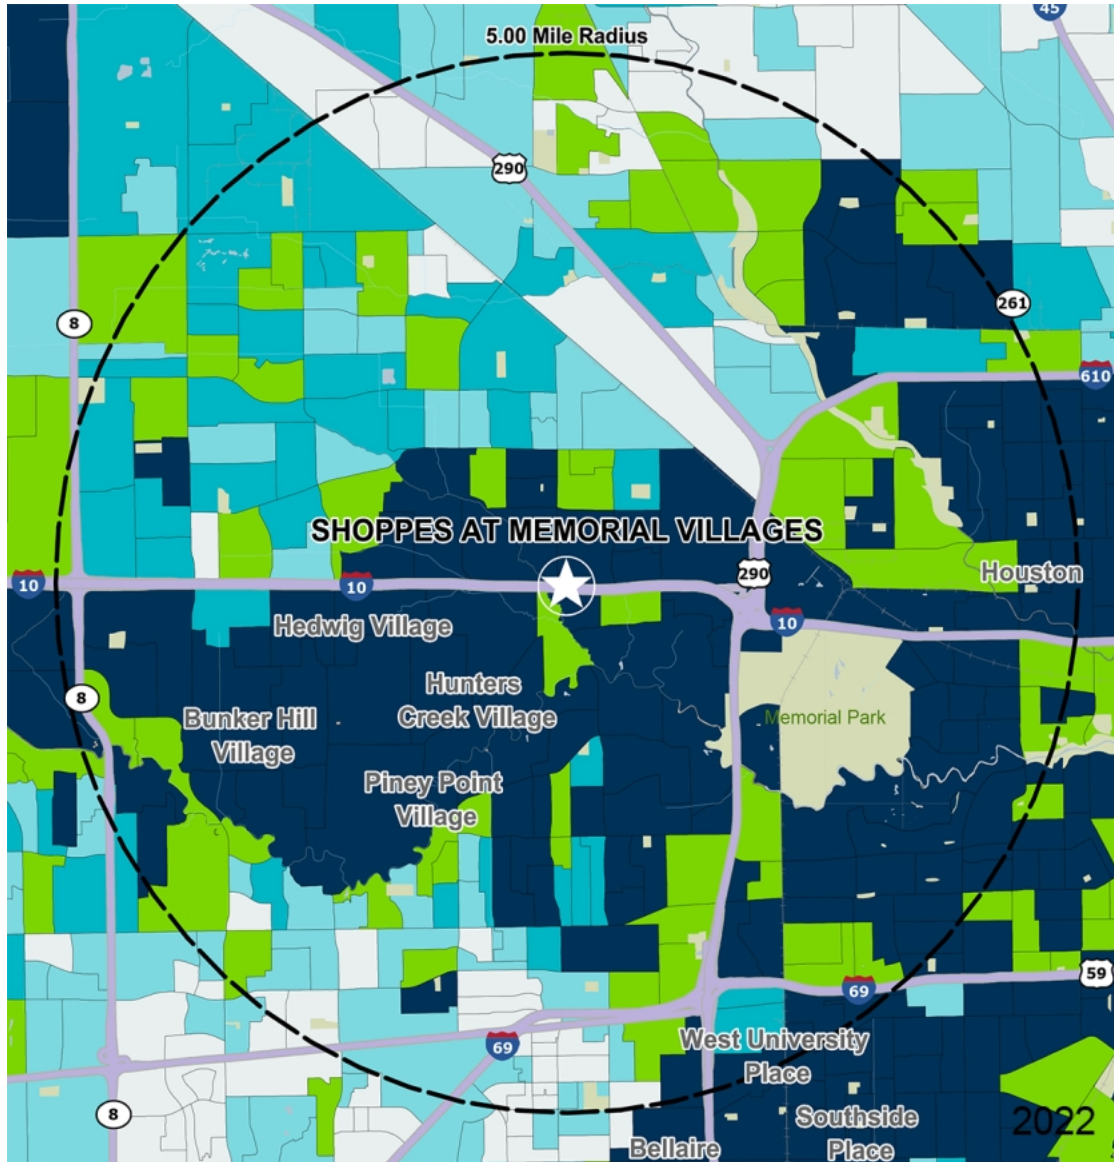 45
5.00 Mile Radius
290
8
261
610
SHOPPES AT MEMORIAL VILLAGES
290
Houston
10
10
10
Hedwig Village
Hunters
Creek Village
8
Bunker Hill
Village
Memorial Park
Piney Point
Village
59
69
69
West University
Place
8
2022
Southside
Place
Bellaire